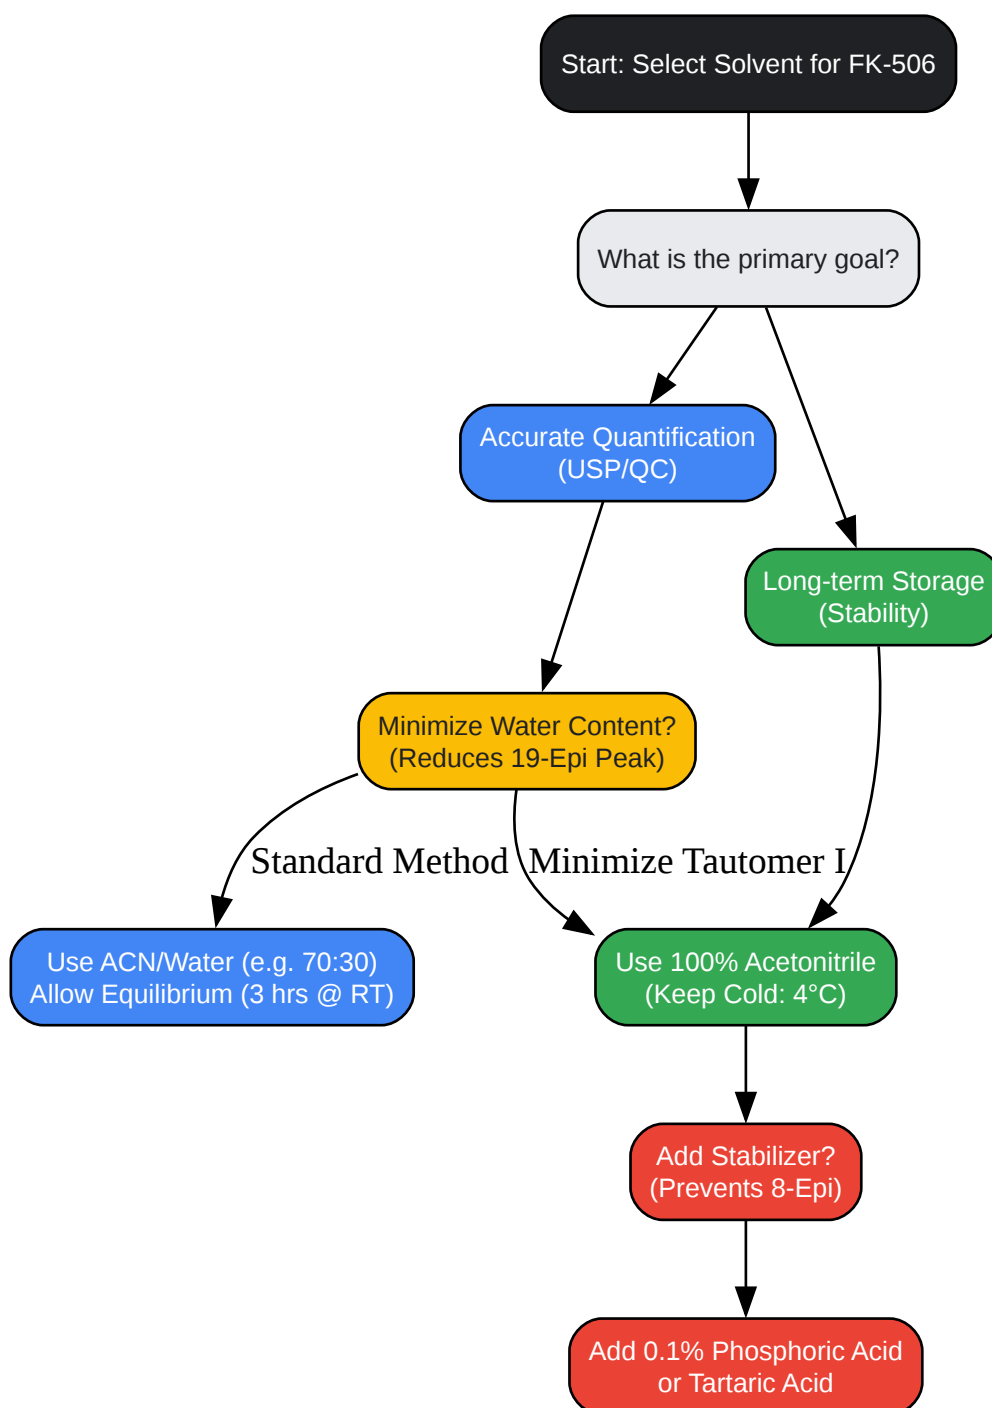 Start: Select Solvent for FK-506
What is the primary goal?
Accurate Quantification
(USP/QC)
Long-term Storage
(Stability)
Minimize Water Content?
(Reduces 19-Epi Peak)
Standard Method
Minimize Tautomer I
Use ACN/Water (e.g. 70:30)
Allow Equilibrium (3 hrs @ RT)
Use 100% Acetonitrile
(Keep Cold: 4°C)
Add Stabilizer?
(Prevents 8-Epi)
Add 0.1% Phosphoric Acid
or Tartaric Acid